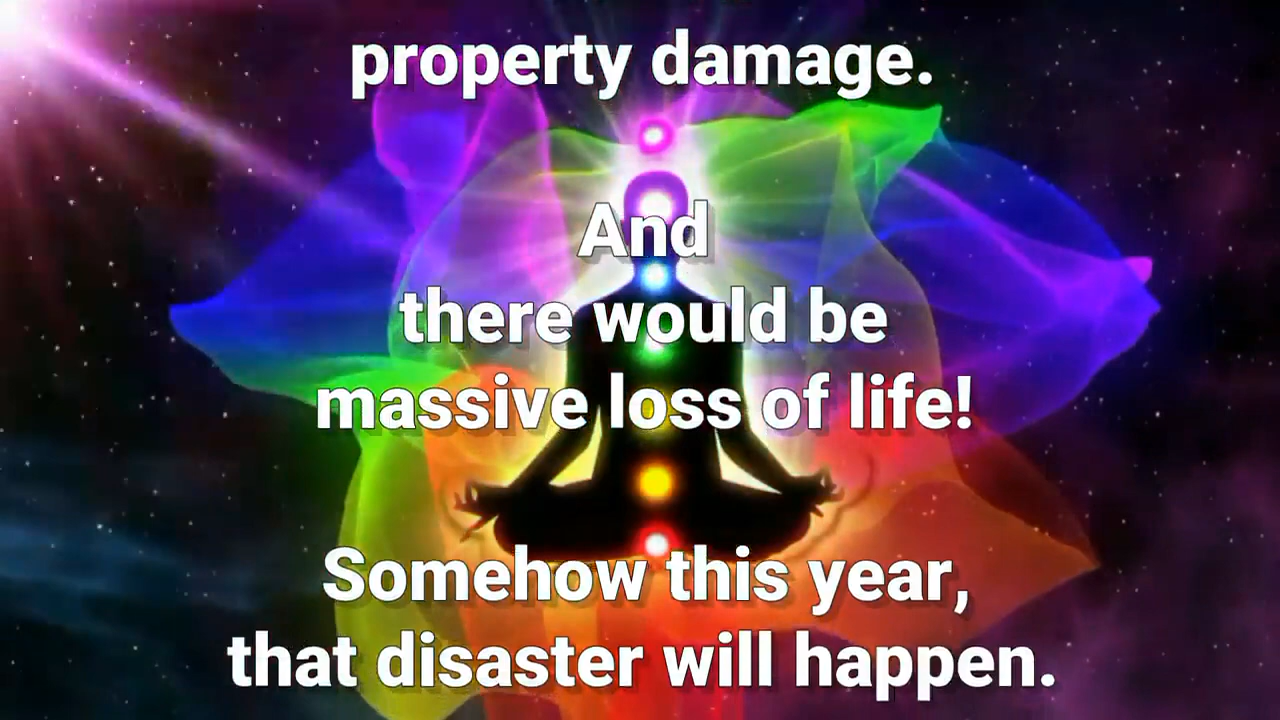 property damage.
And
there would be
massive loss of life!
Somehow this year,
that disaster will happen.